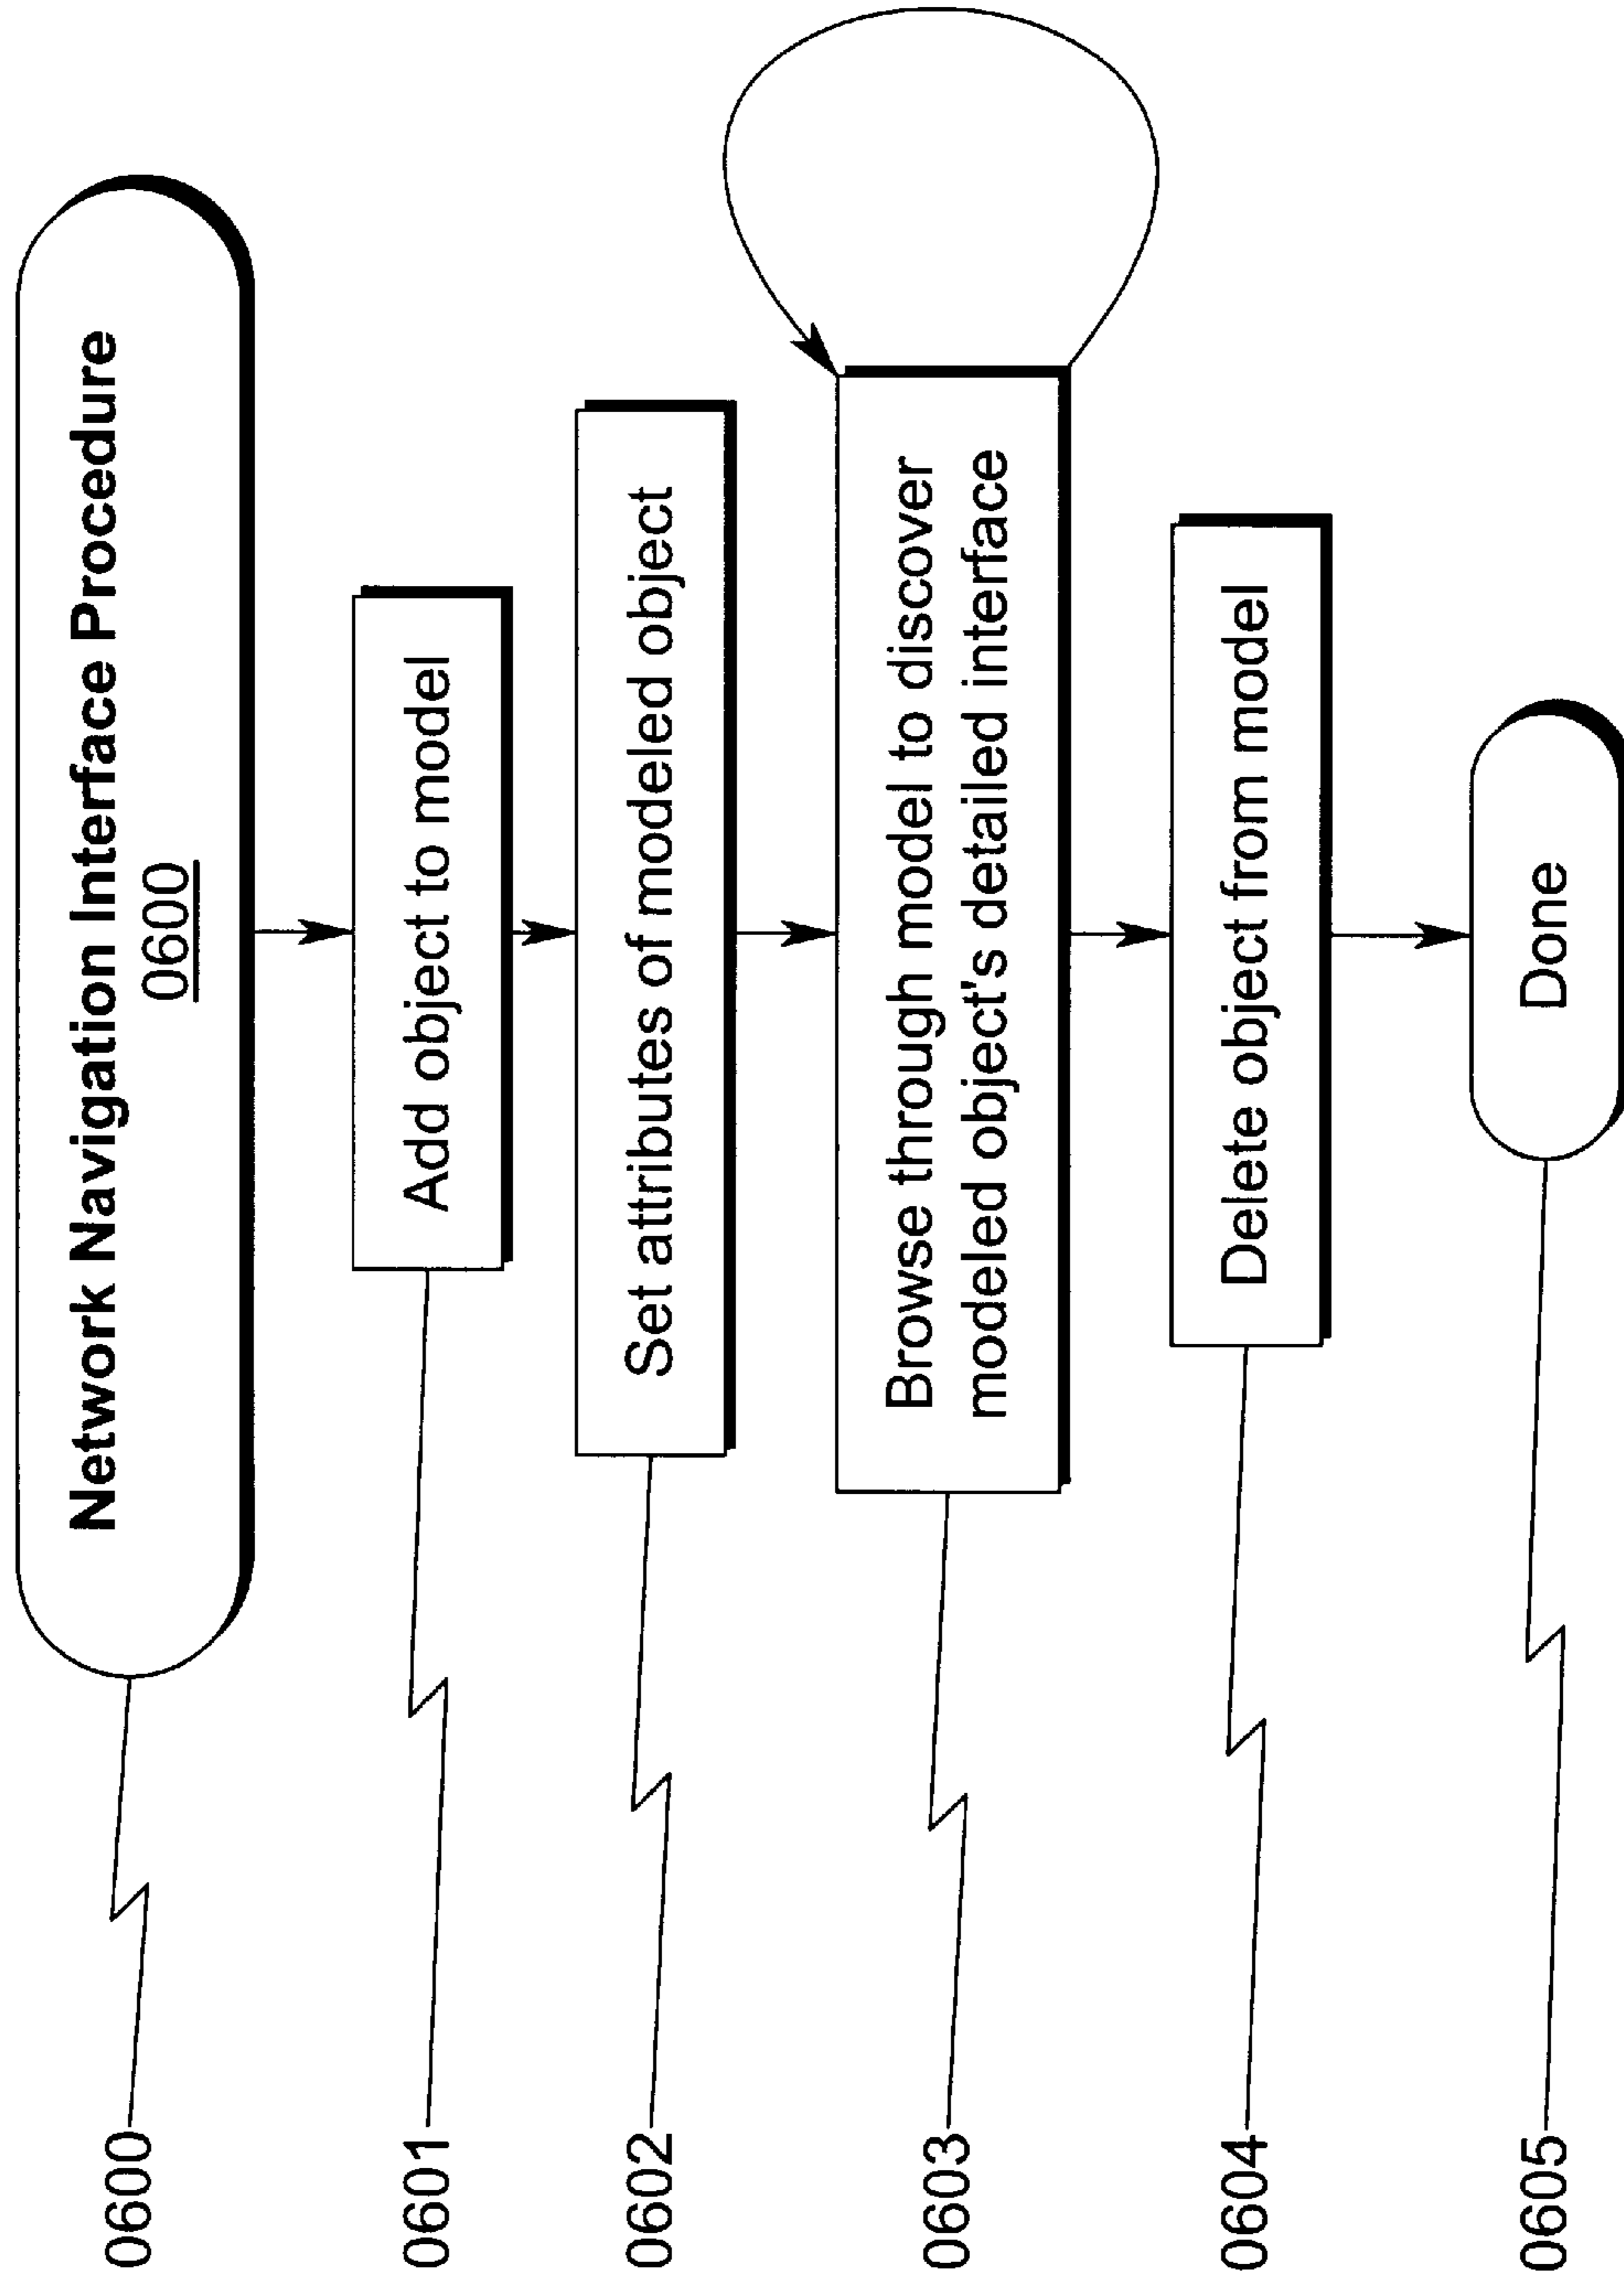 Network Navigation Interface Procedure
0600
0600
Add object to model
0601
Set attributes of modeled object
0602
Browse through model to discover
modeled object's detailed interface
0603
Delete object from model
0604
Done
0605